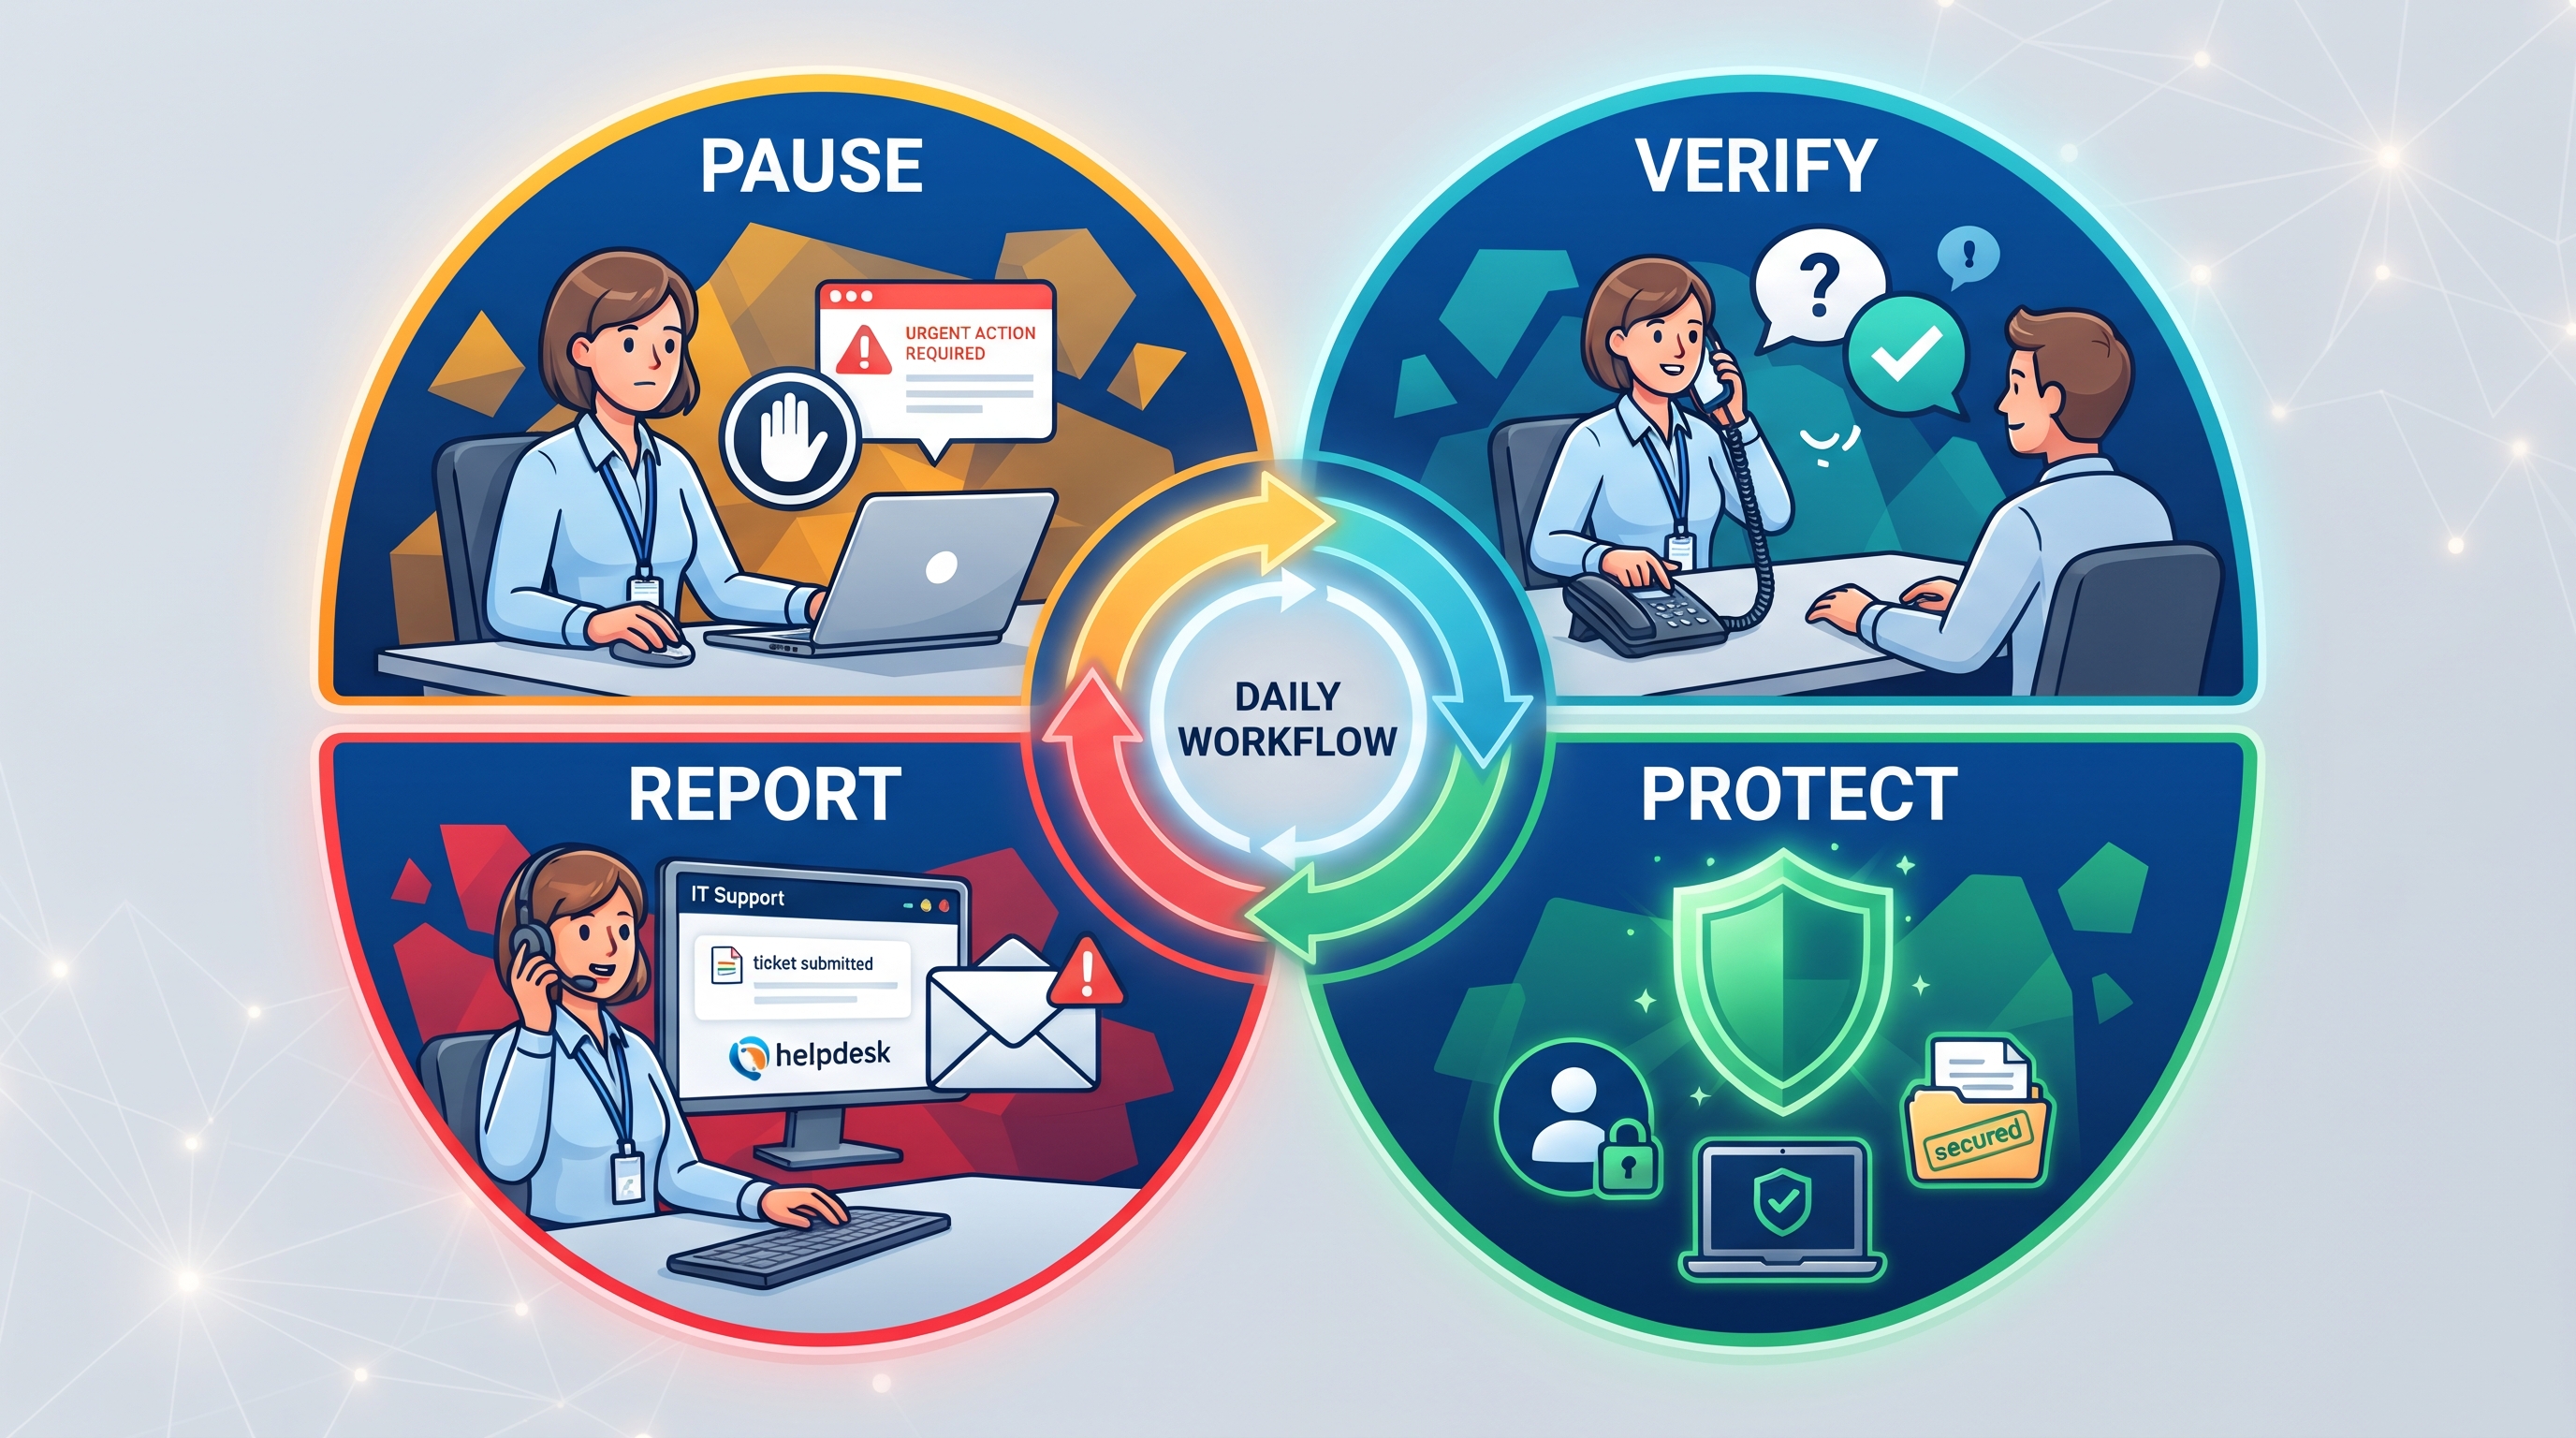 PAUSE
URGENT ACTION
REQUIRED
VERIFY
?
!
DAILY
WORKFLOW
REPORT
IT Support
ticket submitted
helpdesk
PROTECT
secured